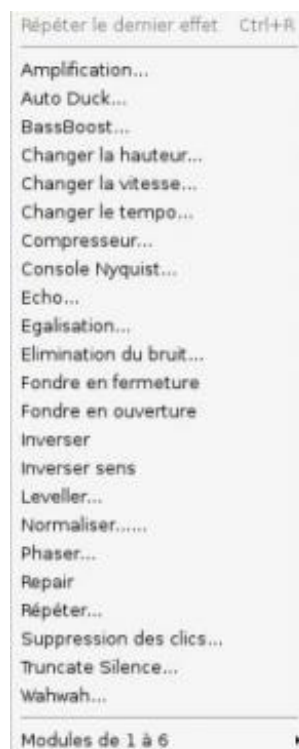 Répéter le dernier effet Ctrl+R
Amplification...
Auto Duck...
BassBoost...
Changer la hauteur...
Changer la vitesse...
Changer le tempo...
Compresseur...
Console Nyquist...
Echo...
Egalisation...
Elimination du bruit...
Fondre en fermeture
Fondre en ouverture
Inverser
Inverser sens
Leveller...
Normaliser......
Phaser...
Repair
Répéter...
Suppression des clics...
Truncate Silence...
Wahwah...
Modules de 1 à 6